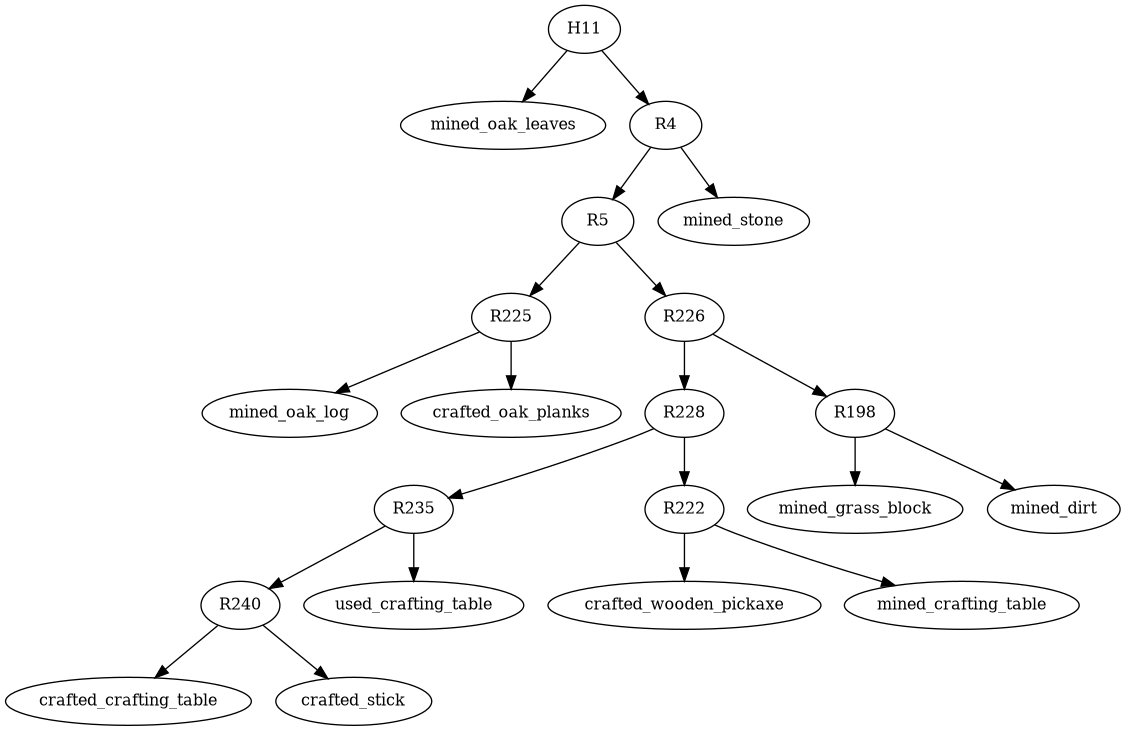 H11
mined_oak_leaves
R4
R5
mined_stone
R225
R226
mined_oak_log
crafted_oak_planks
R228
R198
R235
R222
mined_grass_block
mined_dirt
R240
used_crafting_table
crafted_wooden_pickaxe
mined_crafting_table
crafted_crafting_table
crafted_stick